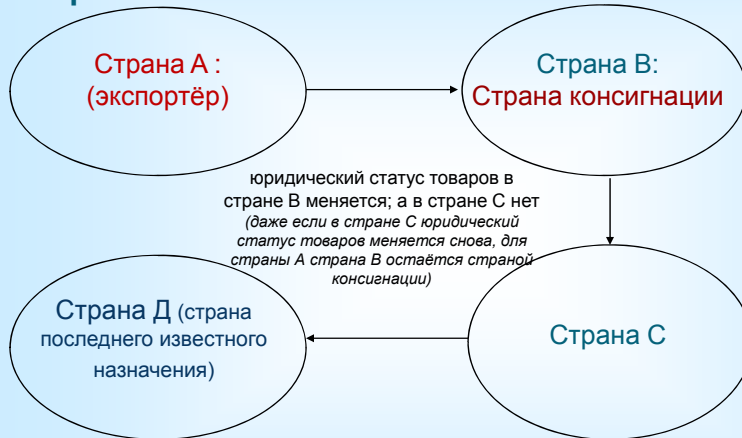 Страна А :
(экспортёр)
Страна В:
Страна консигнации
юридический статус товаров в
стране В меняется; а в стране С нет
(даже если в стране С юридический
статус товаров меняется снова, для
страны А страна В остаётся страной
консигнации)
Страна Д (страна
последнего известного
назначения)
Страна С